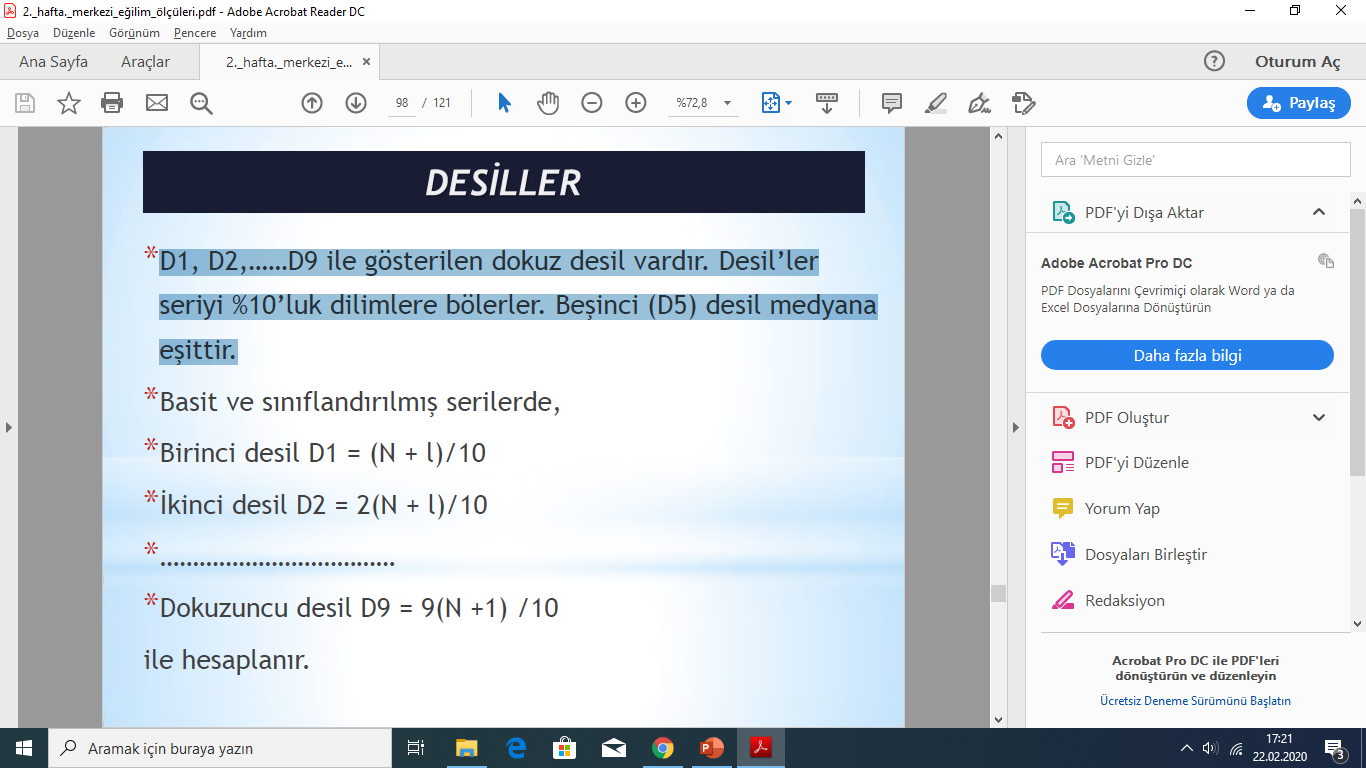 2._hafta._merkezi_eğilim_ölçüleri.pdf - Adobe Acrobat Reader DC
Dosya Düzenle Görünüm Pencere Yardım
Ana Sayfa Araçlar 2._hafta._merkezi_e... × Oturum Aç
98 / 121 %72,8 Paylaş
DESİLLER
*D1, D2,……D9 ile gösterilen dokuz desil vardır. Desil’ler
seriyi %10’luk dilimlere bölerler. Beşinci (D5) desil medyana
eşittir.
*Basit ve sınıflandırılmış serilerde,
*Birinci desil D1 = (N + l)/10
*İkinci desil D2 = 2(N + l)/10
*....................................
*Dokuzuncu desil D9 = 9(N +1) /10
ile hesaplanır.
Ara 'Metni Gizle'
PDF'yi Dışa Aktar
Adobe Acrobat Pro DC
PDF Dosyalarını Çevrimiçi olarak Word ya da
Excel Dosyalarına Dönüştürün
Daha fazla bilgi
PDF Oluştur
PDF'yi Düzenle
Yorum Yap
Dosyaları Birleştir
Redaksiyon
Acrobat Pro DC ile PDF'leri
dönüştürün ve düzenleyin
Ücretsiz Deneme Sürümünü Başlatın
Aramak için buraya yazın
17:21
22.02.2020
3